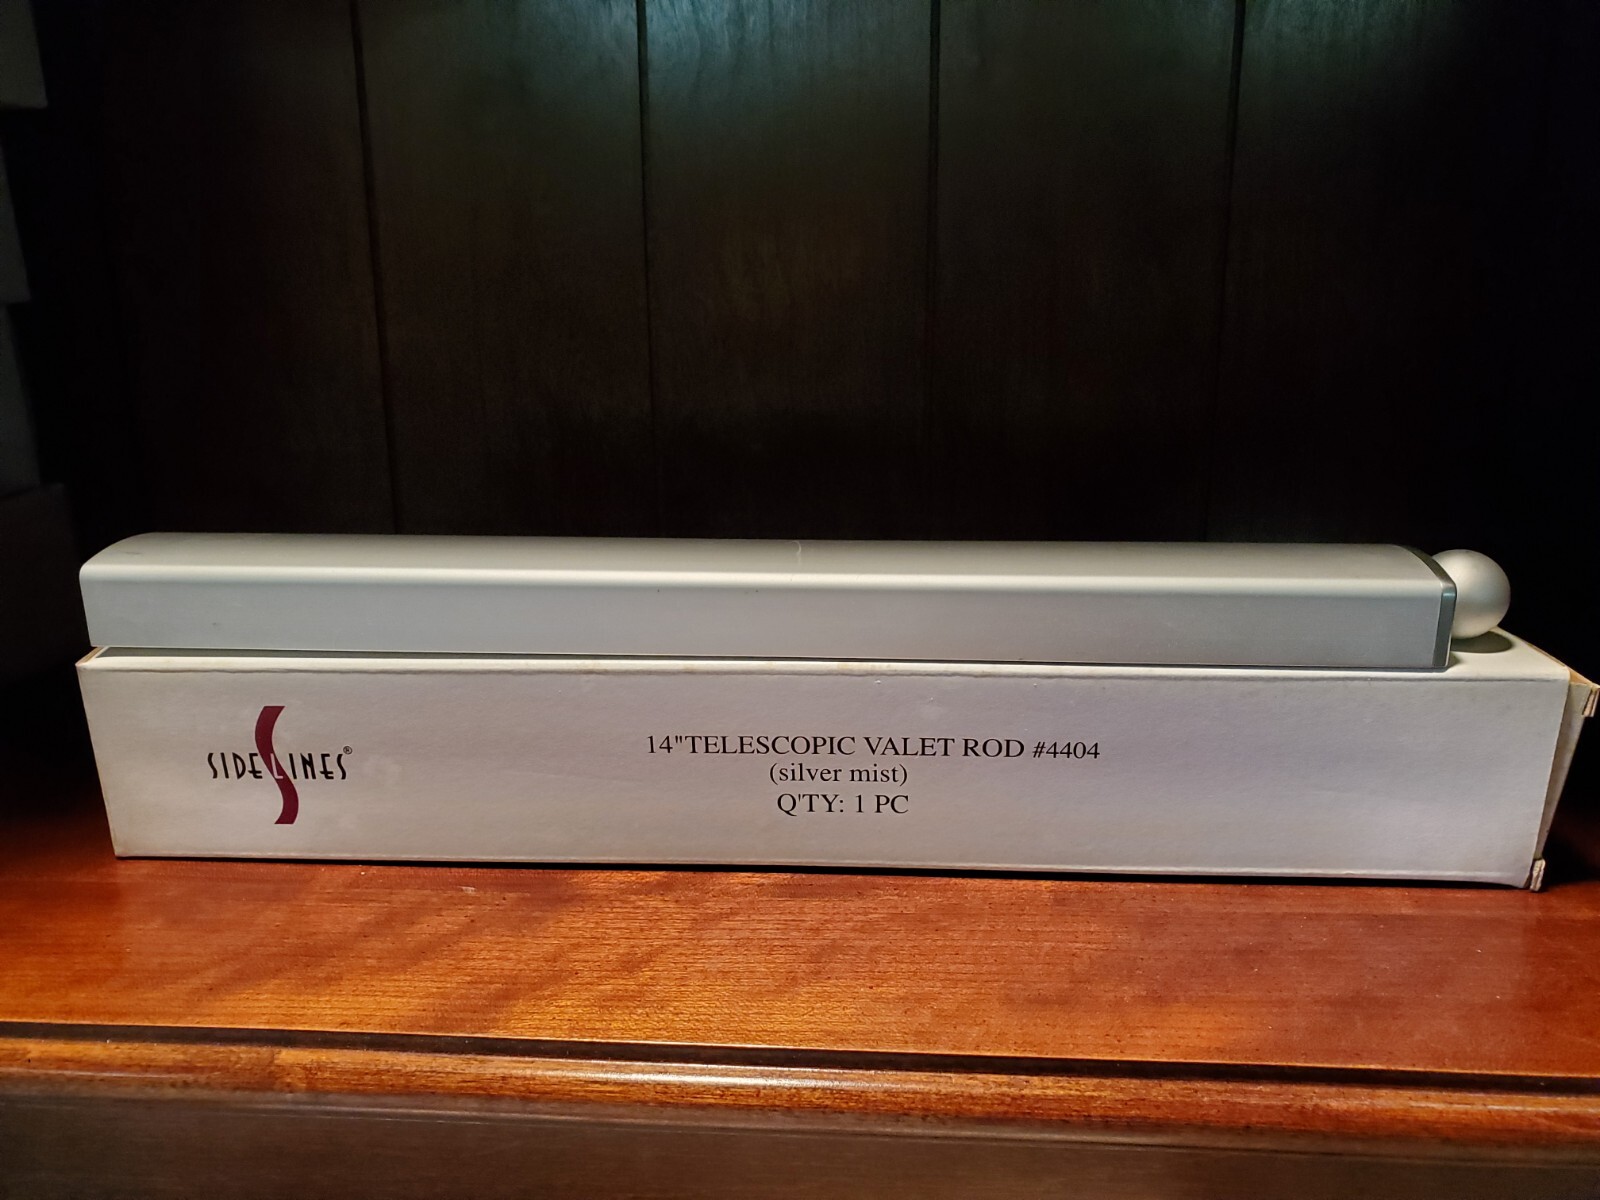 SIDELINES®
14"TELESCOPIC VALET ROD #4404
(silver mist)
Q'TY: 1 PC